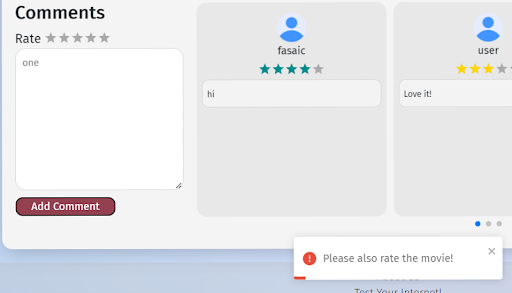 Comments
Rate
one
Add Comment
fasaic
hi
user
Love it!
Please also rate the movie!
Test Your Internet!